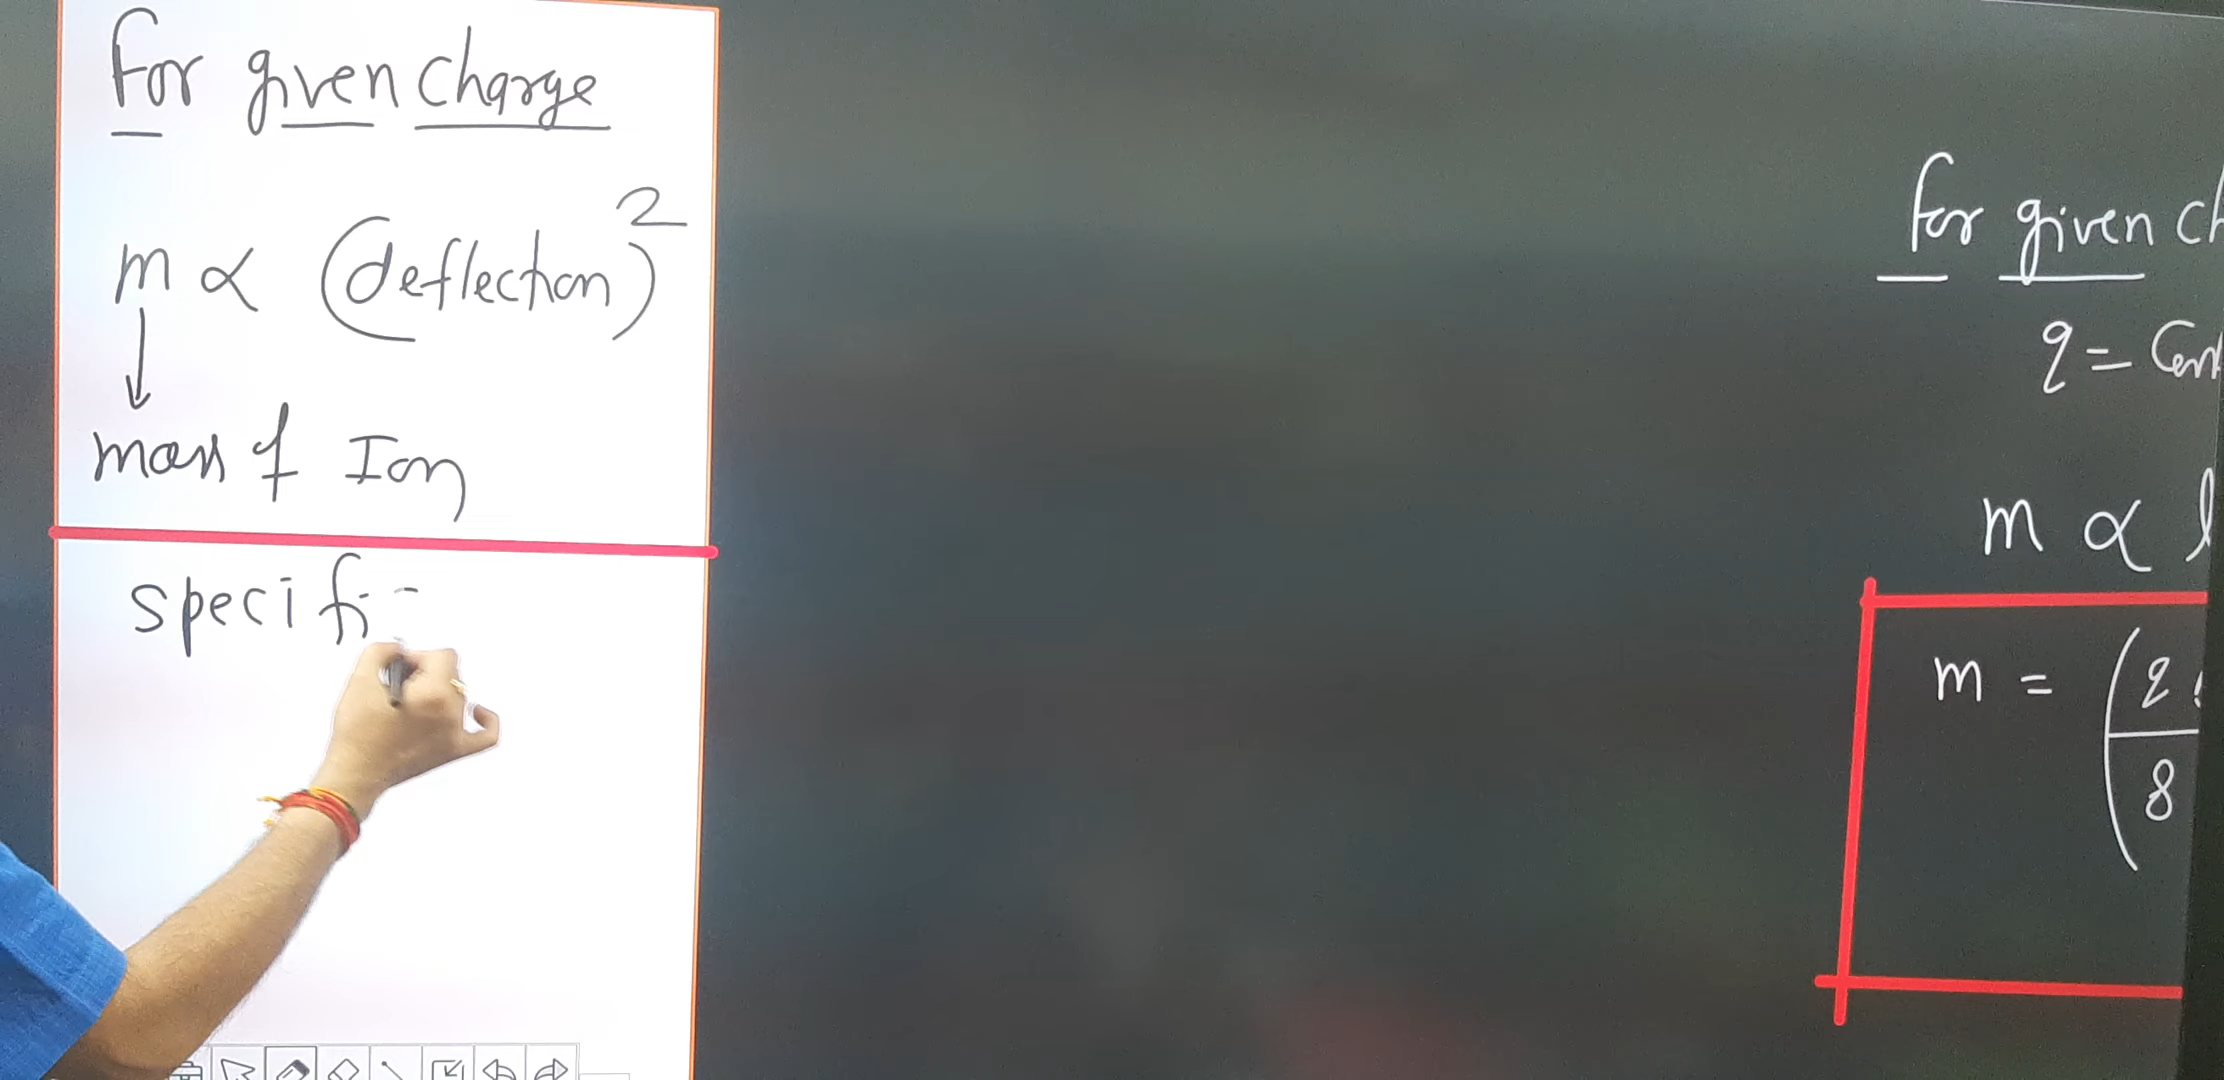 For given charge
m ∝ (deflection)²
↓
mass of Ion
specifi
For given ch
q = Con
m ∝ l
m = (q
8